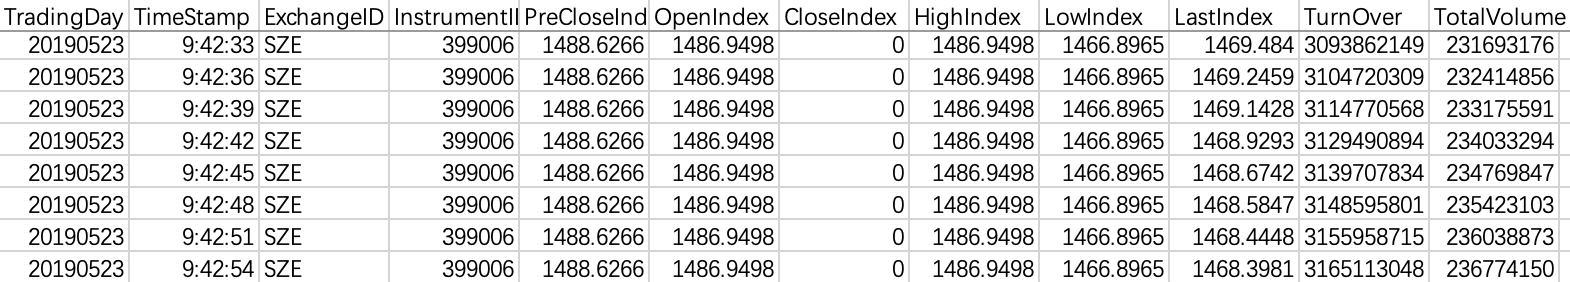 TradingDay TimeStamp ExchangeID InstrumentII PreCloseInd OpenIndex CloseIndex HighIndex LowIndex LastIndex TurnOver TotalVolume
20190523 9:42:33 SZE 399006 1488.6266 1486.9498 0 1486.9498 1466.8965 1469.484 3093862149 231693176
20190523 9:42:36 SZE 399006 1488.6266 1486.9498 0 1486.9498 1466.8965 1469.2459 3104720309 232414856
20190523 9:42:39 SZE 399006 1488.6266 1486.9498 0 1486.9498 1466.8965 1469.1428 3114770568 233175591
20190523 9:42:42 SZE 399006 1488.6266 1486.9498 0 1486.9498 1466.8965 1468.9293 3129490894 234033294
20190523 9:42:45 SZE 399006 1488.6266 1486.9498 0 1486.9498 1466.8965 1468.6742 3139707834 234769847
20190523 9:42:48 SZE 399006 1488.6266 1486.9498 0 1486.9498 1466.8965 1468.5847 3148595801 235423103
20190523 9:42:51 SZE 399006 1488.6266 1486.9498 0 1486.9498 1466.8965 1468.4448 3155958715 236038873
20190523 9:42:54 SZE 399006 1488.6266 1486.9498 0 1486.9498 1466.8965 1468.3981 3165113048 236774150